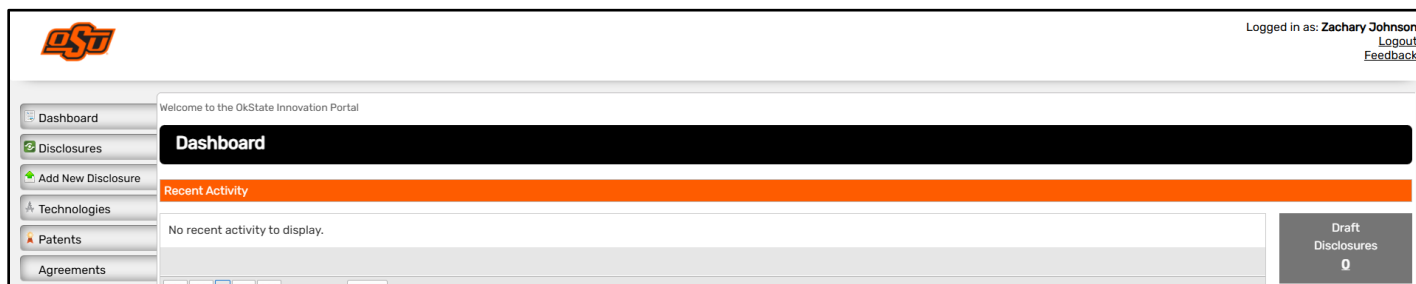 OSU
Logged in as: Zachary Johnson
Logout
Feedback
Dashboard
Disclosures
Add New Disclosure
Technologies
Patents
Agreements
Welcome to the OkState Innovation Portal
Dashboard
Recent Activity
No recent activity to display.
Draft
Disclosures
0